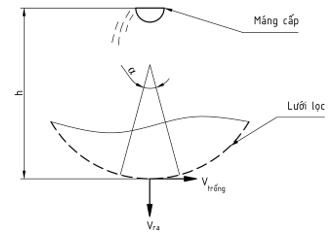 Máng cấp
h
α
Lưới lọc
V trống
V ra